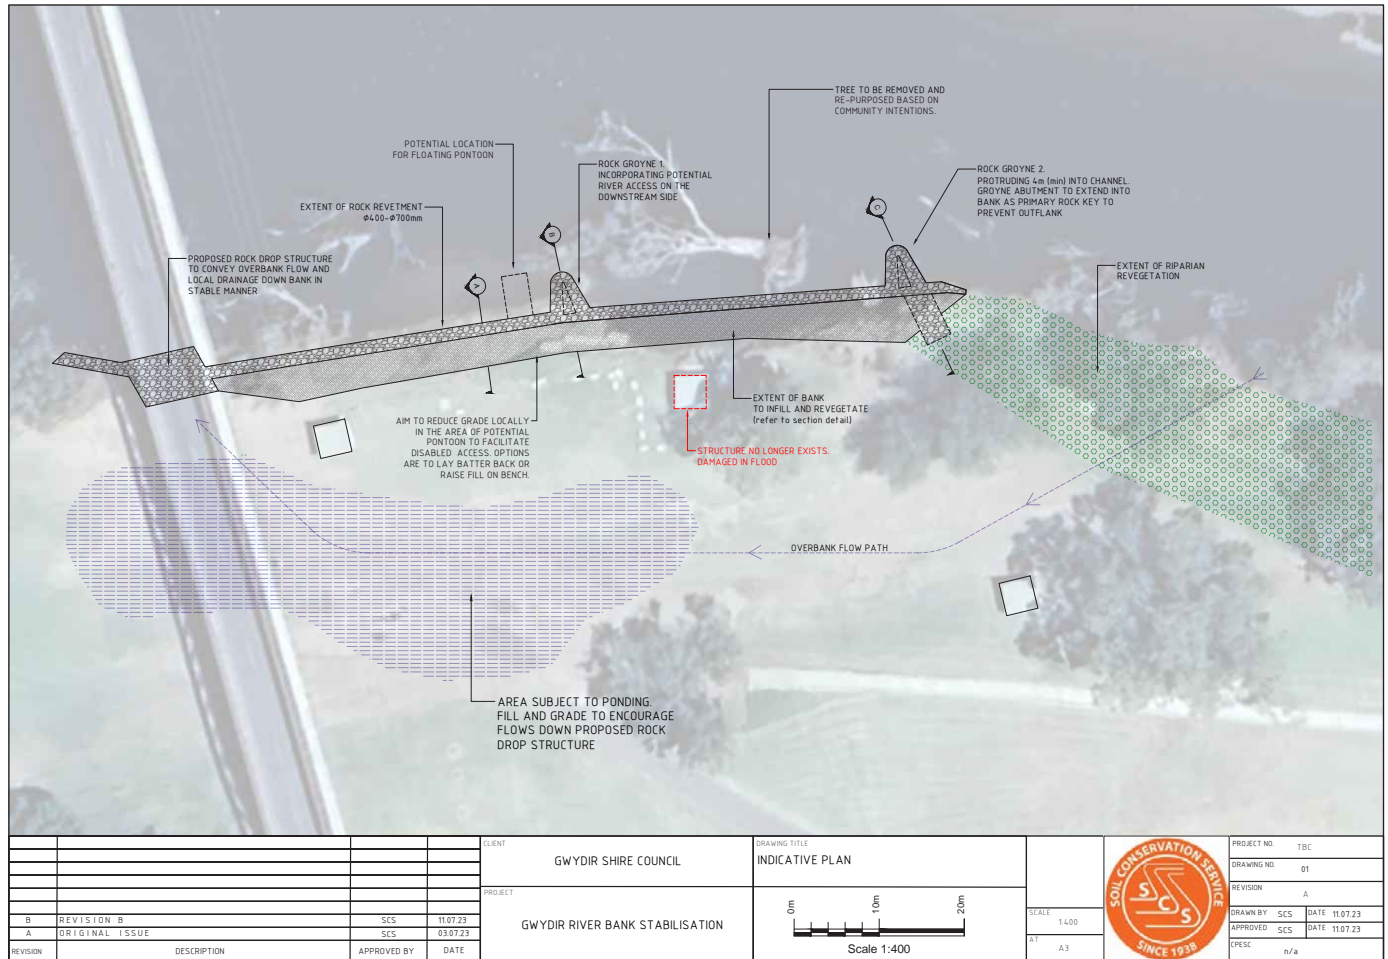 TREE TO BE REMOVED AND
RE-PURPOSED BASED ON
COMMUNITY INTENTIONS.
POTENTIAL LOCATION
FOR FLOATING PONTOON
ROCK GROYNE 1.
INCORPORATING POTENTIAL
RIVER ACCESS ON THE
DOWNSTREAM SIDE
ROCK GROYNE 2.
PROTRUDING 4m (min) INTO CHANNEL.
GROYNE ABUTMENT TO EXTEND INTO
BANK AS PRIMARY ROCK KEY TO
PREVENT OUTFLANK
EXTENT OF ROCK REVETMENT
Ø400-Ø700mm
C
B
A
PROPOSED ROCK DROP STRUCTURE
TO CONVEY OVERBANK FLOW AND
LOCAL DRAINAGE DOWN BANK IN
STABLE MANNER
EXTENT OF RIPARIAN
REVEGETATION
EXTENT OF BANK
TO INFILL AND REVEGETATE
(refer to section detail)
AIM TO REDUCE GRADE LOCALLY
IN THE AREA OF POTENTIAL
PONTOON TO FACILITATE
DISABLED ACCESS. OPTIONS
ARE TO LAY BATTER BACK OR
RAISE FILL ON BENCH.
STRUCTURE NO LONGER EXISTS.
DAMAGED IN FLOOD
OVERBANK FLOW PATH
AREA SUBJECT TO PONDING.
FILL AND GRADE TO ENCOURAGE
FLOWS DOWN PROPOSED ROCK
DROP STRUCTURE
B REVISION B SCS 11.07.23
A ORIGINAL ISSUE SCS 03.07.23
REVISION DESCRIPTION APPROVED BY DATE
CLIENT
GWYDIR SHIRE COUNCIL
PROJECT
GWYDIR RIVER BANK STABILISATION
DRAWING TITLE
INDICATIVE PLAN
0m 10m 20m
Scale 1:400
SCALE
1:400
AT
A3
SOIL CONSERVATION SERVICE
SCS
SINCE 1938
PROJECT NO. TBC
DRAWING NO. 01
REVISION A
DRAWN BY SCS DATE 11.07.23
APPROVED SCS DATE 11.07.23
CPESC n/a